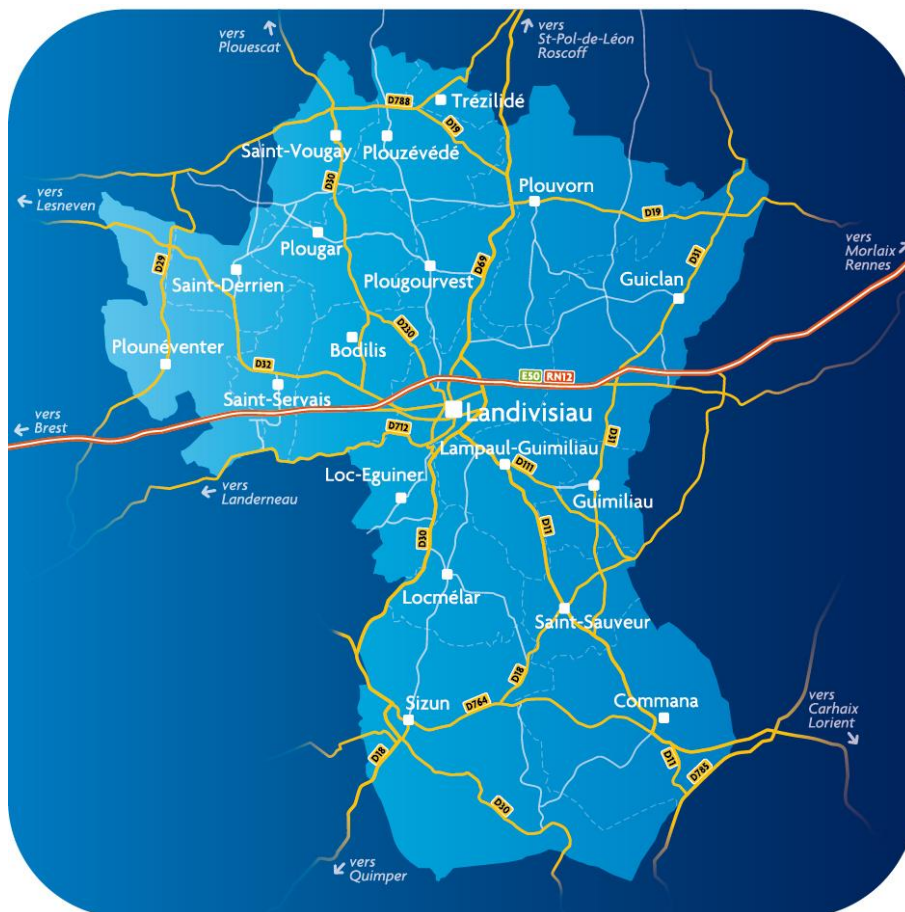 vers
Plouescat
vers
St-Pol-de-Léon
Roscoff
D788
Trézilidé
D19
Saint-Vougay
Plouzévédé
D30
vers
Lesneven
Plouvorn
D19
Plougar
D69
D31
vers
Morlaix
Rennes
D29
Saint-Derrien
Plougourvest
Guiclan
D230
Plounéventer
Bodilis
D32
E50
RN12
Saint-Servais
Landivisiau
vers
Brest
D712
D31
Lampaul-Guimiliau
D111
Loc-Eguiner
vers
Landerneau
Guimiliau
D30
D11
Locmélar
Saint-Sauveur
D18
Sizun
D764
Commana
vers
Carhaix
Lorient
D18
D11
D785
D30
vers
Quimper